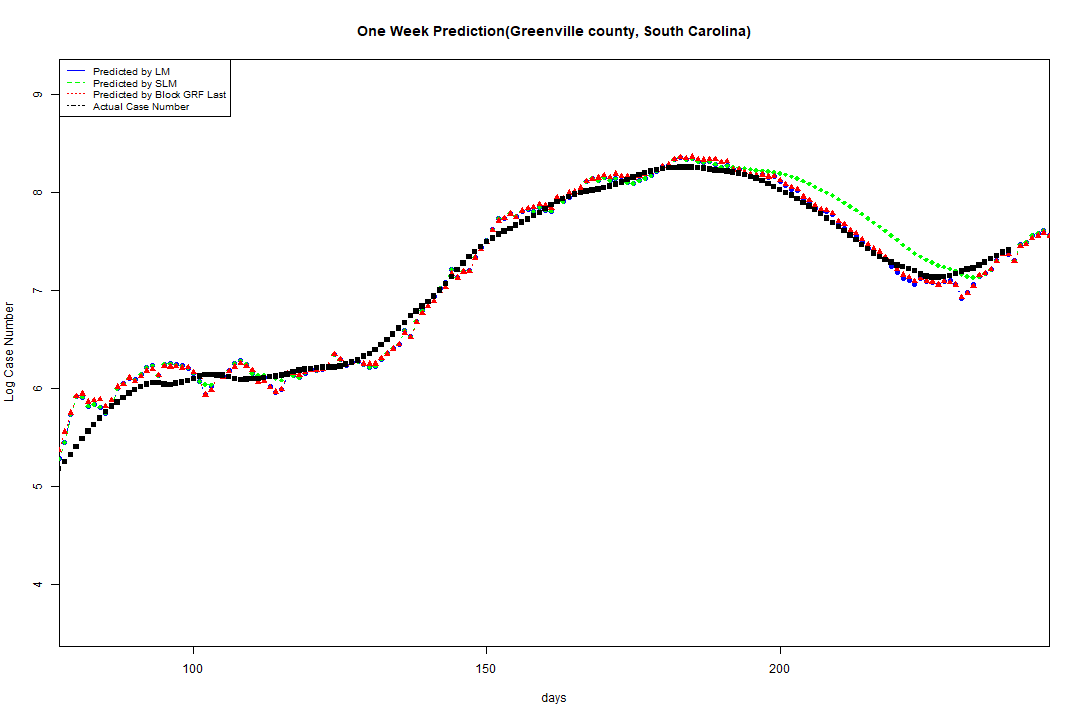 One Week Prediction(Greenville county, South Carolina)
Predicted by LM
Predicted by SLM
Predicted by Block GRF Last
Actual Case Number
Log Case Number
9
8
7
6
5
4
100
150
200
days